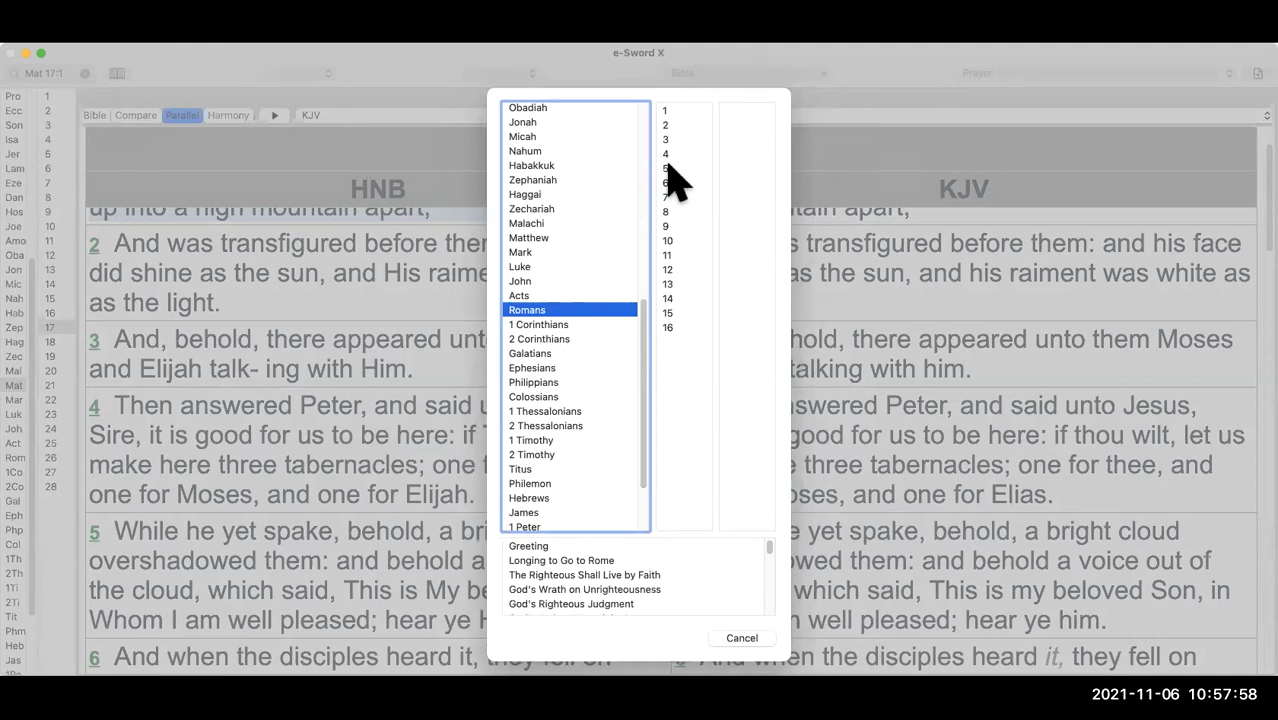 e-Sword X
Mat 17:1
Bible
Prayer
Pro
Ecc
Son
Isa
Jer
Lam
Eze
Dan
Hos
Joe
Amo
Oba
Jon
Mic
Nah
Hab
Zep
Hag
Zec
Mal
Mat
Mar
Luk
Joh
Act
Rom
1Co
2Co
Gal
Eph
Php
Col
1Th
2Th
1Ti
2Ti
Tit
Phm
Heb
Jas
1
2
3
4
5
6
7
8
9
10
11
12
13
14
15
16
17
18
19
20
21
22
23
24
25
26
27
28
Bible Compare Parallel Harmony KJV
HNB
up into a high mountain apart,
2 And was transfigured before the
did shine as the sun, and His raime
as the light.
3 And, behold, there appeared unt
and Elijah talk- ing with Him.
4 Then answered Peter, and said u
Sire, it is good for us to be here: if
make here three tabernacles; one f
one for Moses, and one for Elijah.
5 While he yet spake, behold, a bri
overshadowed them: and behold a
the cloud, which said, This is My be
Whom I am well pleased; hear ye H
6 And when the disciples heard it, they fell on
Obadiah
Jonah
Micah
Nahum
Habakkuk
Zephaniah
Haggai
Zechariah
Malachi
Matthew
Mark
Luke
John
Acts
Romans
1 Corinthians
2 Corinthians
Galatians
Ephesians
Philippians
Colossians
1 Thessalonians
2 Thessalonians
1 Timothy
2 Timothy
Titus
Philemon
Hebrews
James
1 Peter
1
2
3
4
5
6
7
8
9
10
11
12
13
14
15
16
Greeting
Longing to Go to Rome
The Righteous Shall Live by Faith
God's Wrath on Unrighteousness
God's Righteous Judgment
Cancel
KJV
ntain apart,
s transfigured before them: and his face
as the sun, and his raiment was white as
hold, there appeared unto them Moses
talking with him.
swered Peter, and said unto Jesus,
good for us to be here: if thou wilt, let us
three tabernacles; one for thee, and
oses, and one for Elias.
yet spake, behold, a bright cloud
ed them: and behold a voice out of
which said, This is my beloved Son, in
well pleased; hear ye him.
And when the disciples heard it, they fell on
2021-11-06 10:57:58